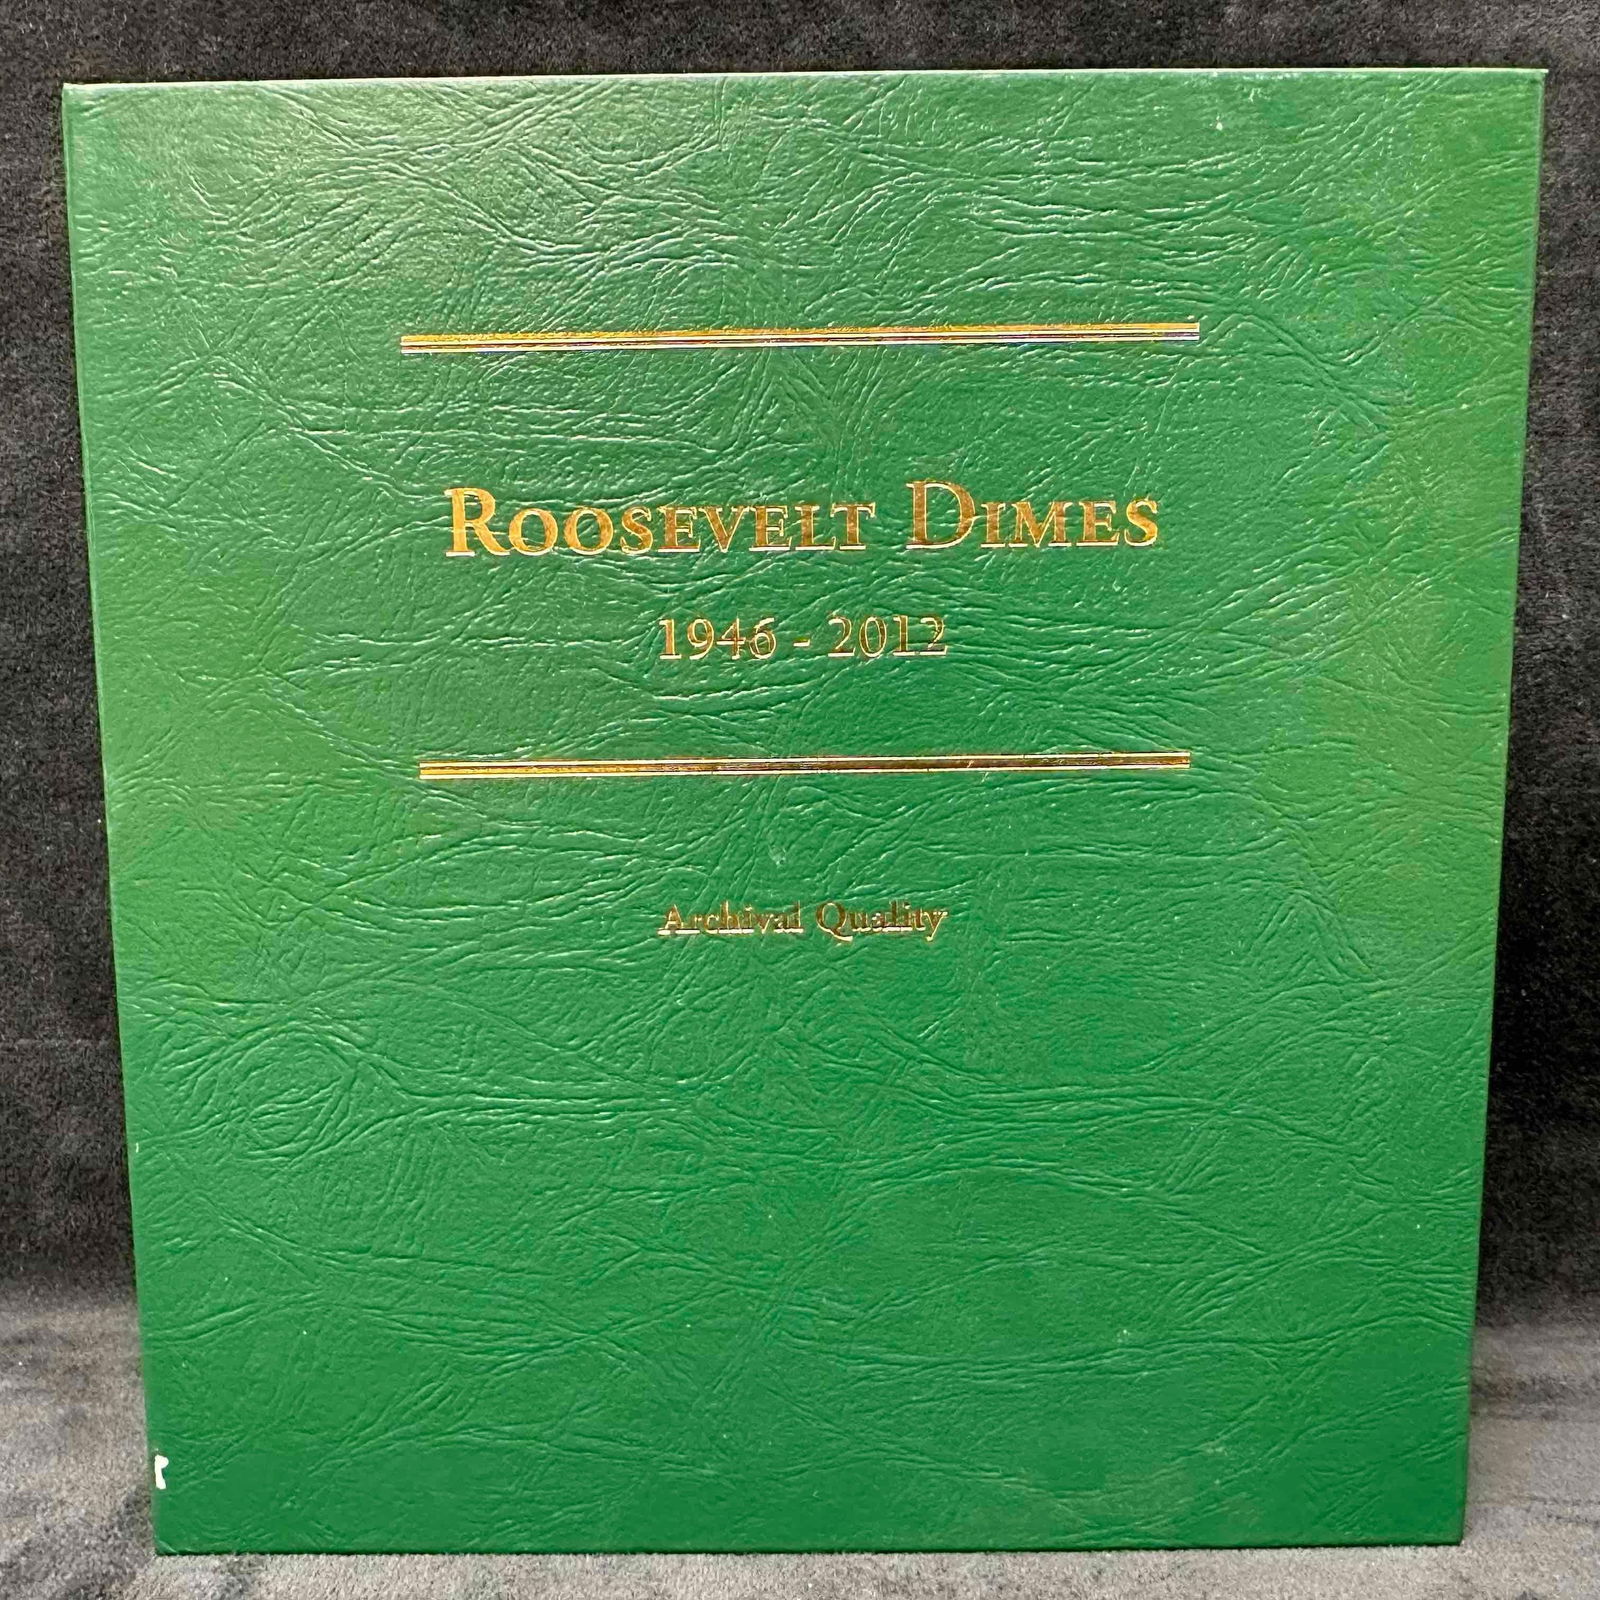 Roosevelt Dimes
1946 - 2012
Archival Quality